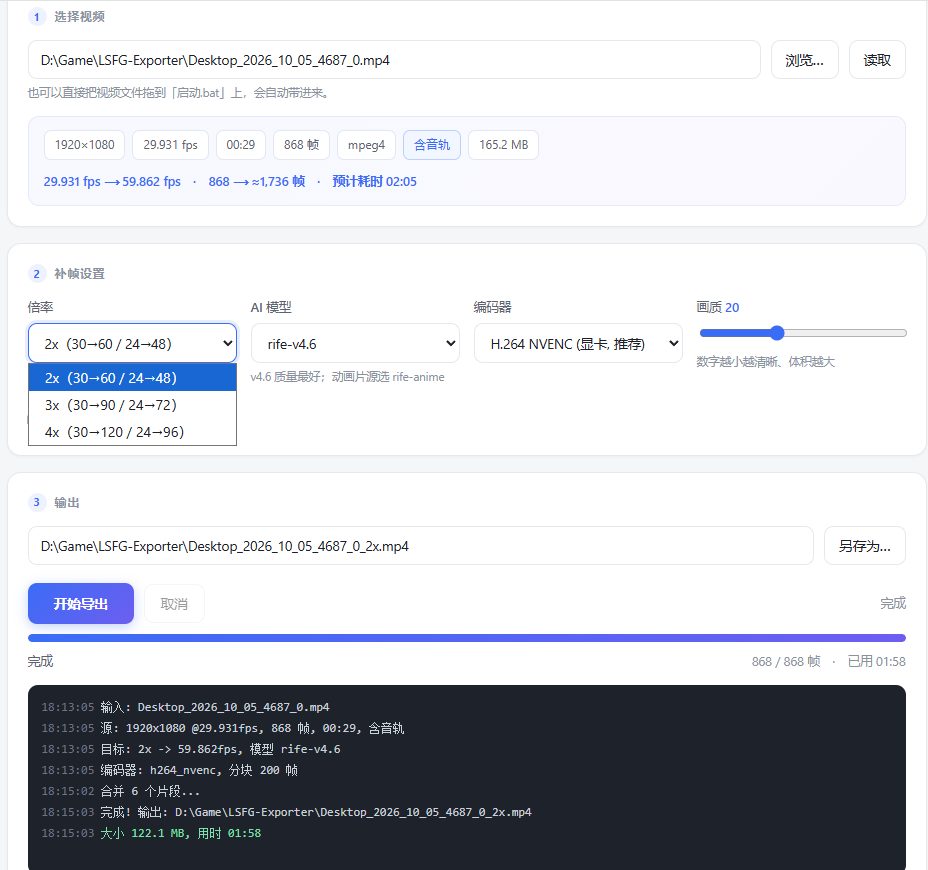 1 选择视频
D:\Game\LSFG-Exporter\Desktop_2026_10_05_4687_0.mp4 浏览... 读取
也可以直接把视频文件拖到「启动.bat」上，会自动带进来。
1920×1080 29.931 fps 00:29 868 帧 mpeg4 含音轨 165.2 MB
29.931 fps → 59.862 fps · 868 → ≈1,736 帧 · 预计耗时 02:05
2 补帧设置
倍率 AI 模型 编码器 画质 20
2x（30→60 / 24→48） rife-v4.6 H.264 NVENC (显卡, 推荐)
2x（30→60 / 24→48） v4.6 质量最好；动画片源选 rife-anime 数字越小越清晰、体积越大
3x（30→90 / 24→72）
4x（30→120 / 24→96）
3 输出
D:\Game\LSFG-Exporter\Desktop_2026_10_05_4687_0_2x.mp4 另存为...
开始导出 取消 完成
完成 868 / 868 帧 · 已用 01:58
18:13:05 输入: Desktop_2026_10_05_4687_0.mp4
18:13:05 源: 1920x1080 @29.931fps, 868 帧, 00:29, 含音轨
18:13:05 目标: 2x -> 59.862fps, 模型 rife-v4.6
18:13:05 编码器: h264_nvenc, 分块 200 帧
18:15:02 合并 6 个片段...
18:15:03 完成! 输出: D:\Game\LSFG-Exporter\Desktop_2026_10_05_4687_0_2x.mp4
18:15:03 大小 122.1 MB, 用时 01:58